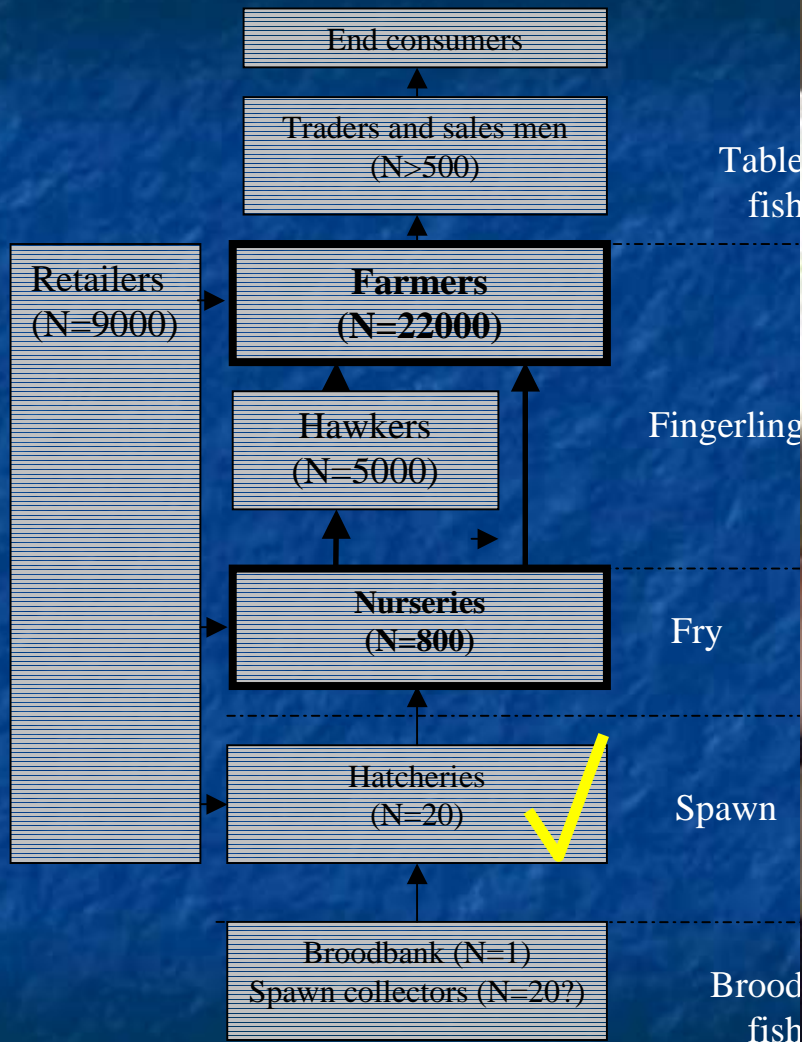 End consumers
Traders and sales men
(N>500)
Table
fish
Retailers
(N=9000)
Farmers
(N=22000)
Hawkers
(N=5000)
Fingerling
Nurseries
(N=800)
Fry
Hatcheries
(N=20)
Spawn
Broodbank (N=1)
Spawn collectors (N=20?)
Brood
fish